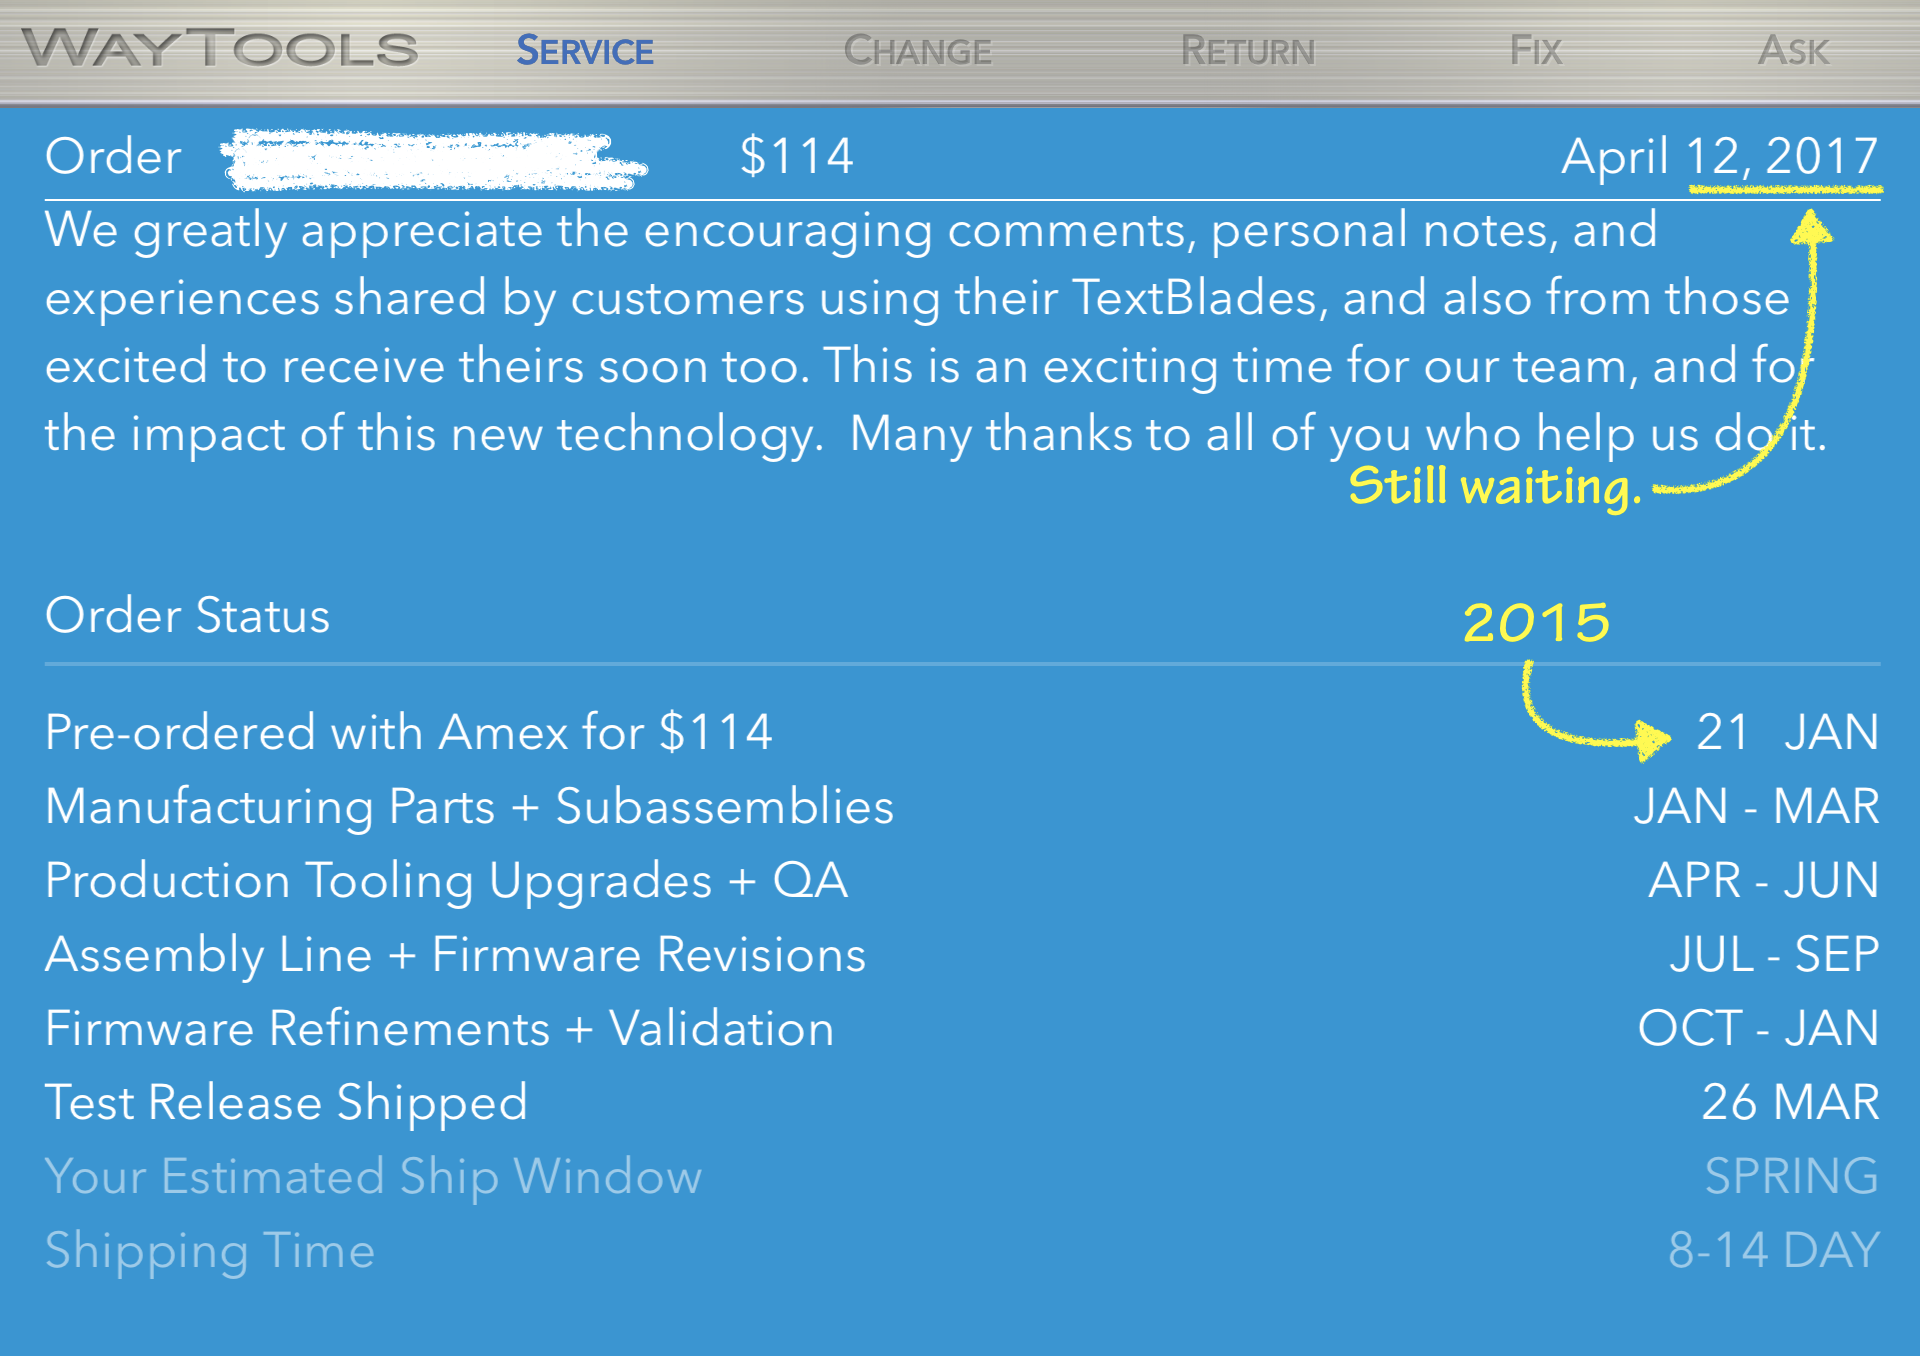 WAYTOOLS SERVICE CHANGE RETURN FIX ASK
Order $114 April 12, 2017
We greatly appreciate the encouraging comments, personal notes, and
experiences shared by customers using their TextBlades, and also from those
excited to receive theirs soon too. This is an exciting time for our team, and for
the impact of this new technology. Many thanks to all of you who help us do it.
Still waiting.
Order Status
2015
Pre-ordered with Amex for $114 21 JAN
Manufacturing Parts + Subassemblies JAN - MAR
Production Tooling Upgrades + QA APR - JUN
Assembly Line + Firmware Revisions JUL - SEP
Firmware Refinements + Validation OCT - JAN
Test Release Shipped 26 MAR
Your Estimated Ship Window SPRING
Shipping Time 8-14 DAY